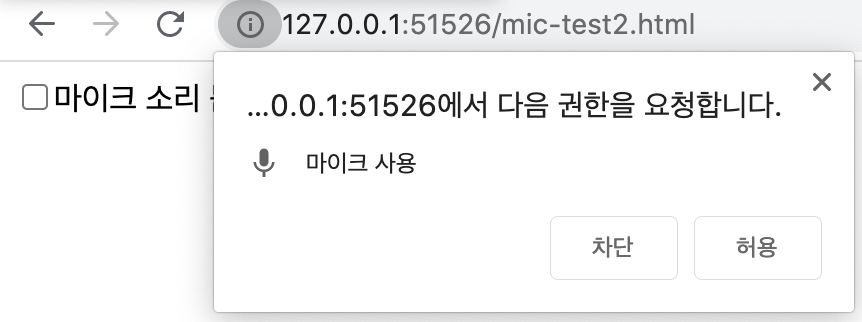 127.0.0.1:51526/mic-test2.html
마이크 소리
...0.0.1:51526에서 다음 권한을 요청합니다.
마이크 사용
차단
허용